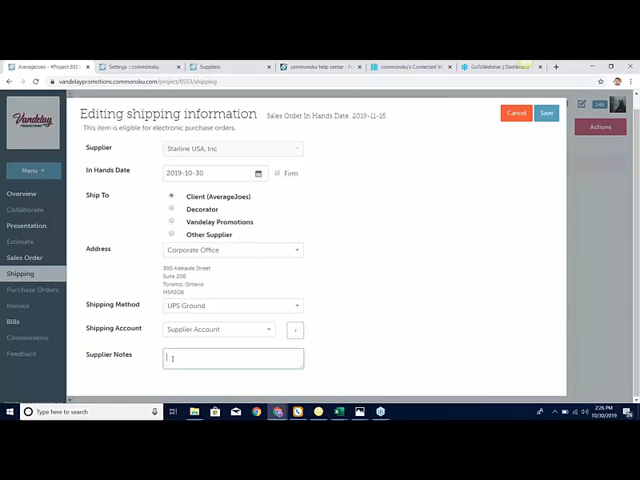 AverageJoes - #Project 853
Settings :: commonsku
Suppliers
commonsku help center
commonsku's Connected
GoToWebinar | Dashboard
vandelaypromotions.commonsku.com/project/8553/shipping
Vandelay
PROMOTIONS
Menu
Overview
Collaborate
Presentation
Estimate
Sales Order
Shipping
Purchase Orders
Invoice
Bills
Commissions
Feedback
146
Actions
Editing shipping information Sales Order In Hands Date: 2019-11-15
Cancel
Save
This item is eligible for electronic purchase orders.
Supplier
Starline USA, Inc
In Hands Date
2019-10-30
Firm
Ship To
Client (AverageJoes)
Decorator
Vandelay Promotions
Other Supplier
Address
Corporate Office
300 Adelaide Street
Suite 200
Toronto, Ontario
M5P2G8
Shipping Method
UPS Ground
Shipping Account
Supplier Account
+
Supplier Notes
Type here to search
2:26 PM
10/30/2019